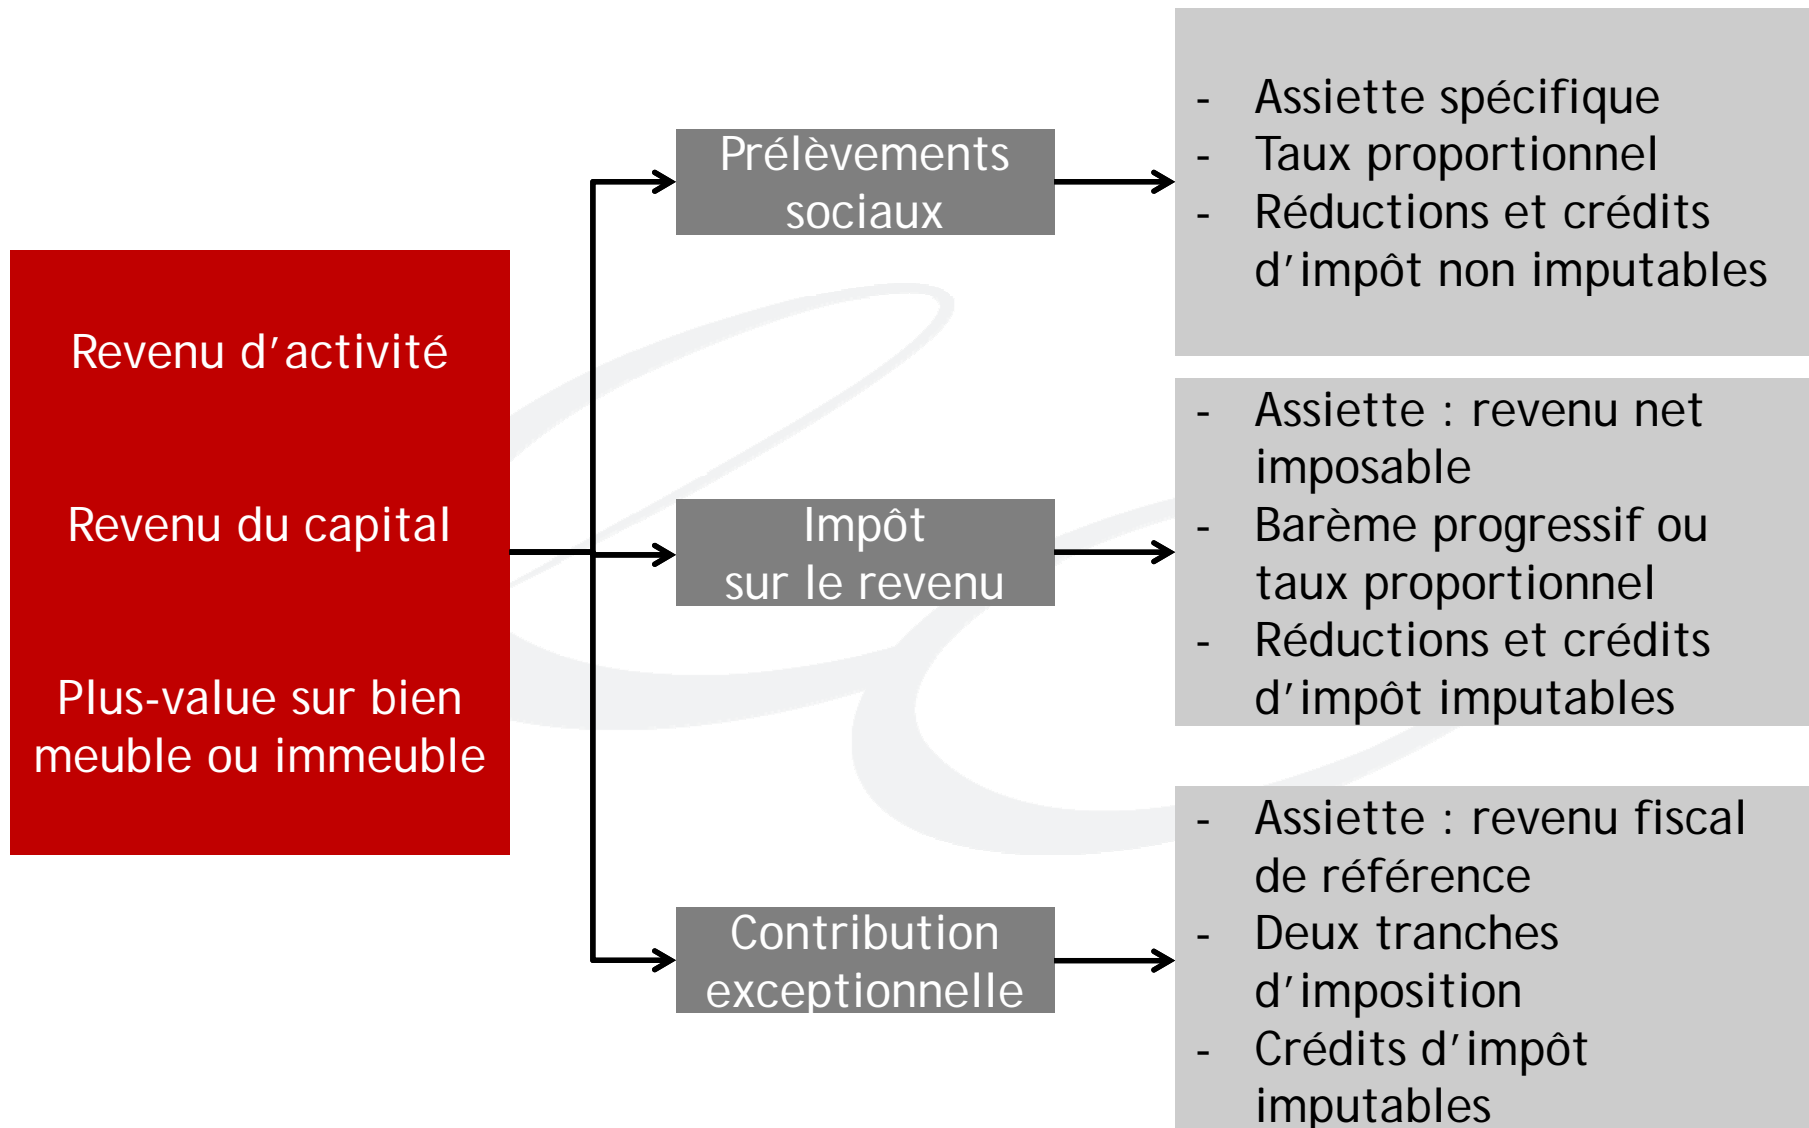 Revenu d’activité
Revenu du capital
Plus-value sur bien
meuble ou immeuble
Prélèvements
sociaux
- Assiette spécifique
- Taux proportionnel
- Réductions et crédits
d’impôt non imputables
Impôt
sur le revenu
- Assiette : revenu net
imposable
- Barème progressif ou
taux proportionnel
- Réductions et crédits
d’impôt imputables
Contribution
exceptionnelle
- Assiette : revenu fiscal
de référence
- Deux tranches
d’imposition
- Crédits d’impôt
imputables